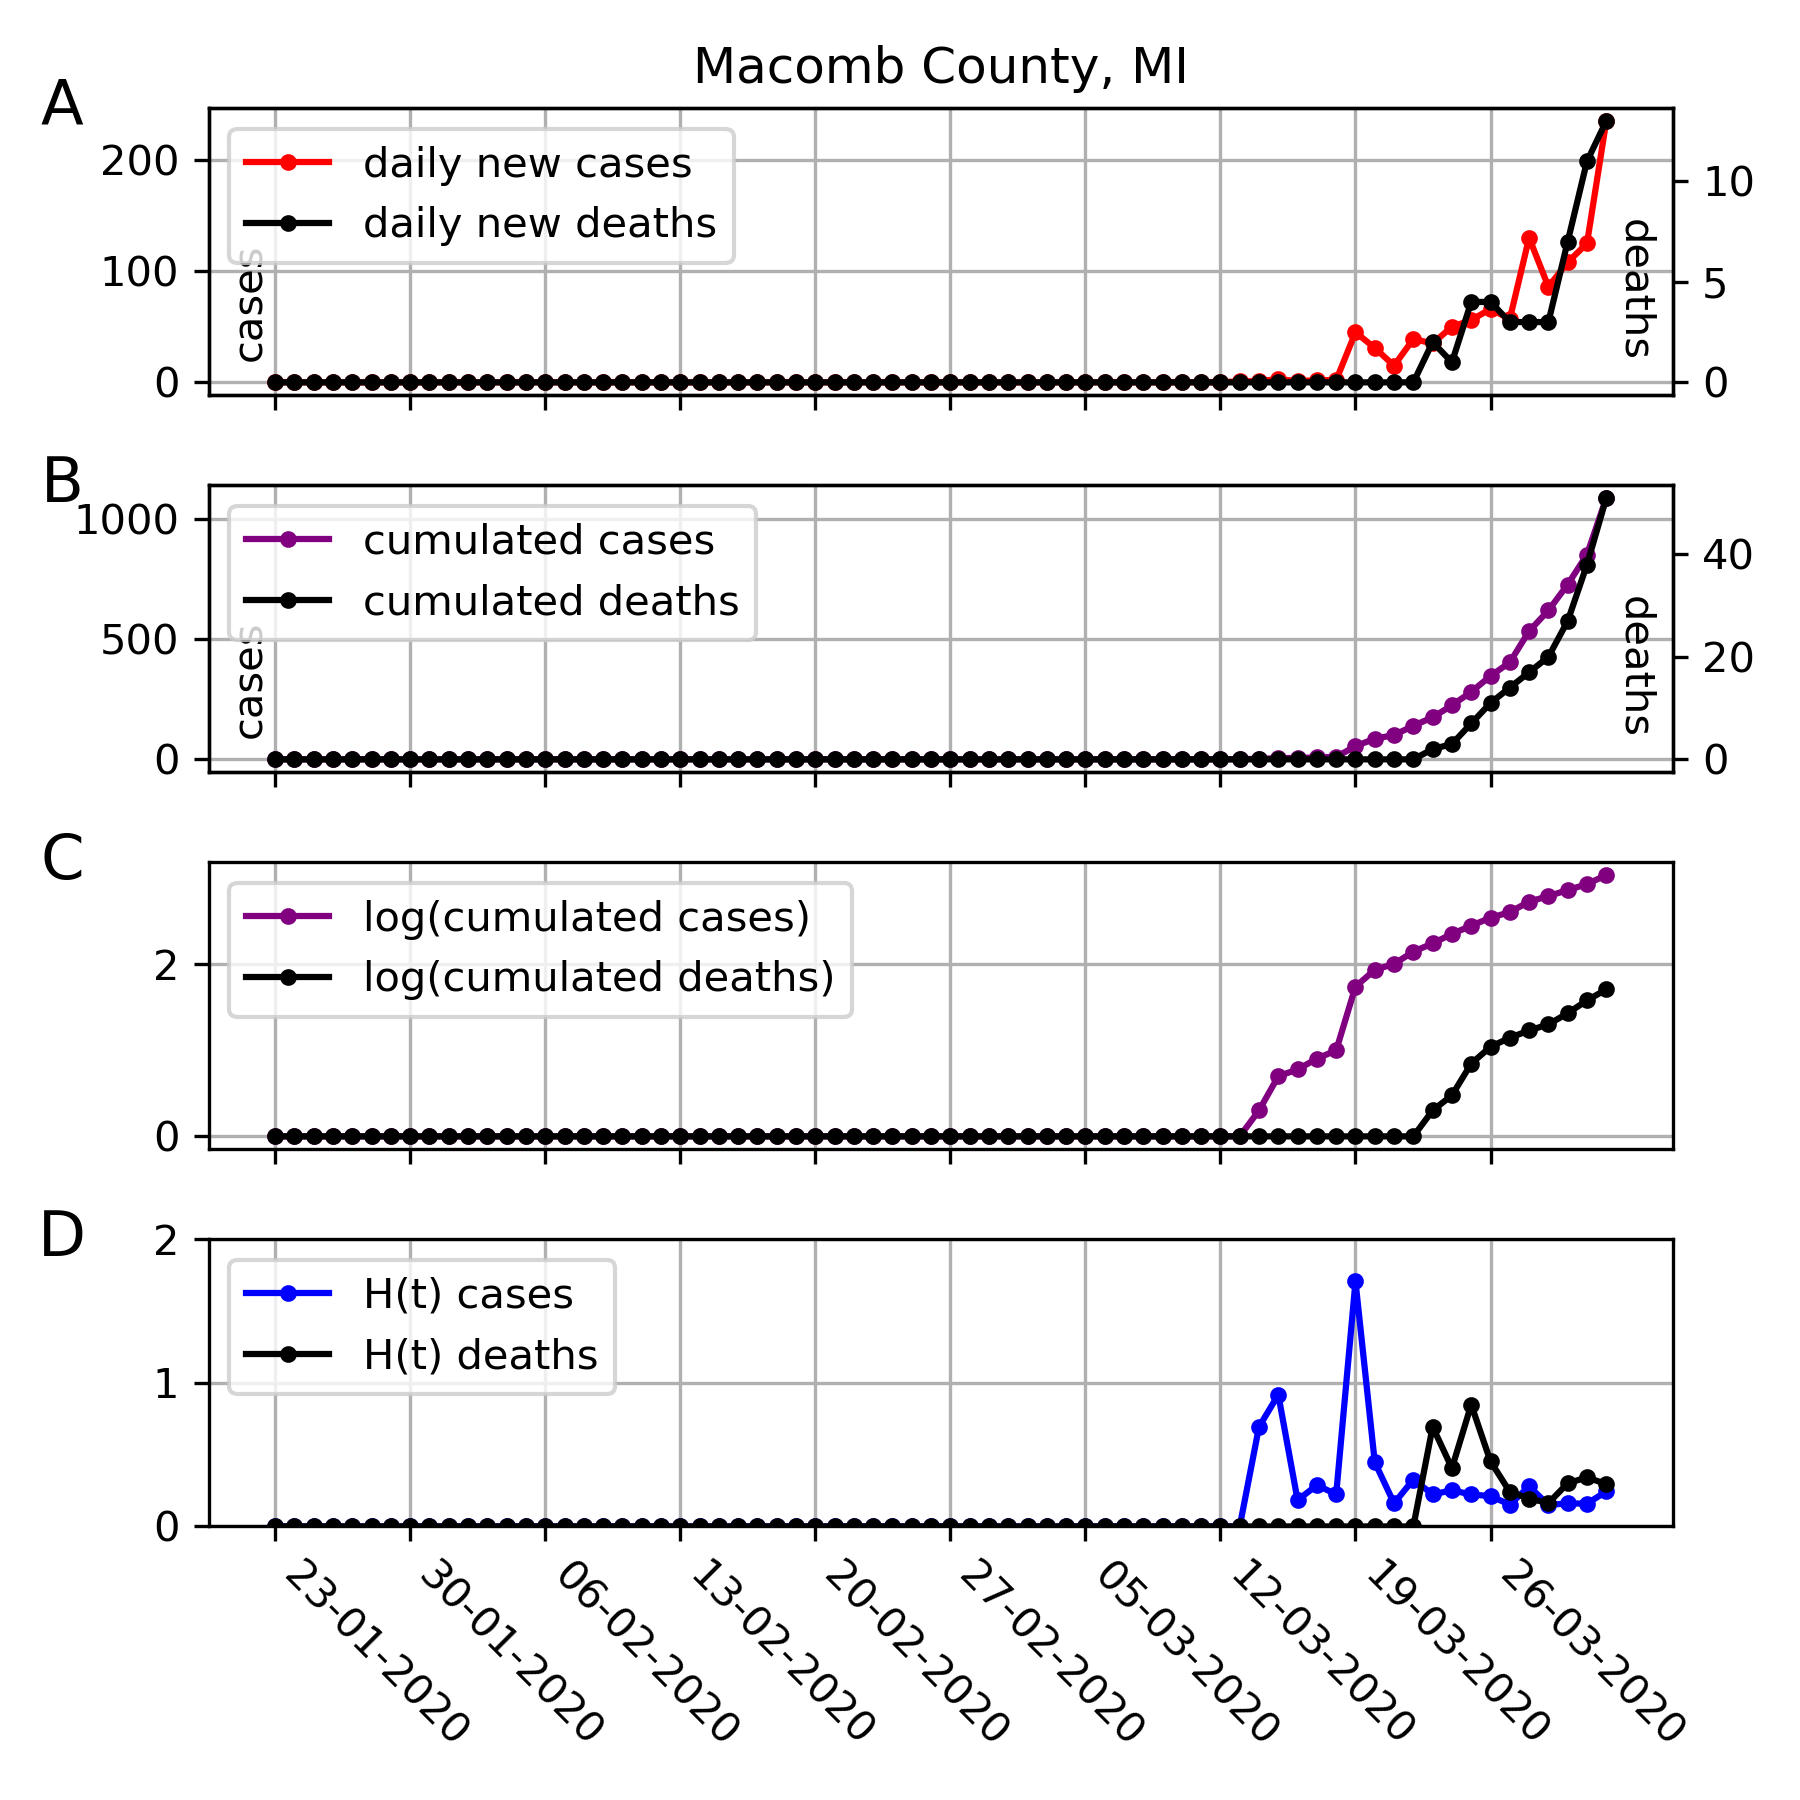 Macomb County, MI
A
200
100
0
daily new cases
daily new deaths
cases
10
5
0
deaths
B
1000
500
0
cumulated cases
cumulated deaths
cases
40
20
0
deaths
C
2
0
log(cumulated cases)
log(cumulated deaths)
D
2
1
0
H(t) cases
H(t) deaths
23-01-2020
30-01-2020
06-02-2020
13-02-2020
20-02-2020
27-02-2020
05-03-2020
12-03-2020
19-03-2020
26-03-2020